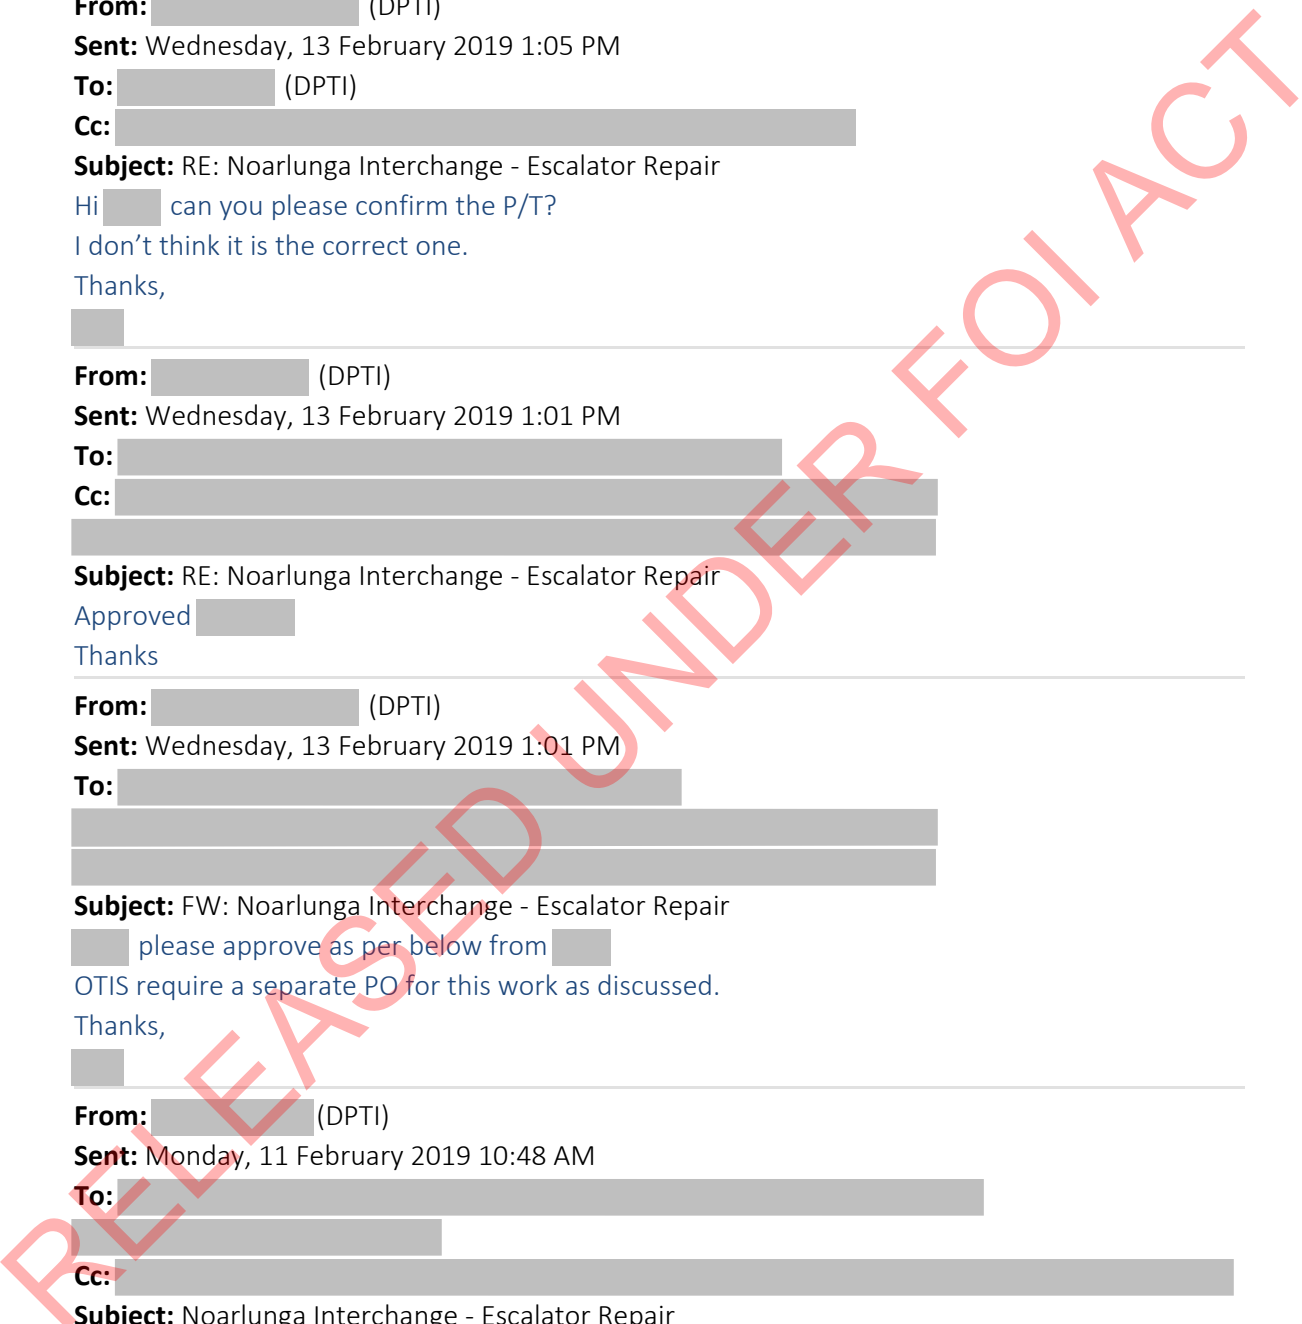 From: (DPTI)
Sent: Wednesday, 13 February 2019 1:05 PM
To: (DPTI)
Cc:
Subject: RE: Noarlunga Interchange - Escalator Repair
Hi can you please confirm the P/T?
I don’t think it is the correct one.
Thanks,
From: (DPTI)
Sent: Wednesday, 13 February 2019 1:01 PM
To:
Cc:
Subject: RE: Noarlunga Interchange - Escalator Repair
Approved
Thanks
From: (DPTI)
Sent: Wednesday, 13 February 2019 1:01 PM
To:
Subject: FW: Noarlunga Interchange - Escalator Repair
please approve as per below from
OTIS require a separate PO for this work as discussed.
Thanks,
From: (DPTI)
Sent: Monday, 11 February 2019 10:48 AM
To:
Cc:
Subject: Noarlunga Interchange - Escalator Repair
RELEASED UNDER FOI ACT